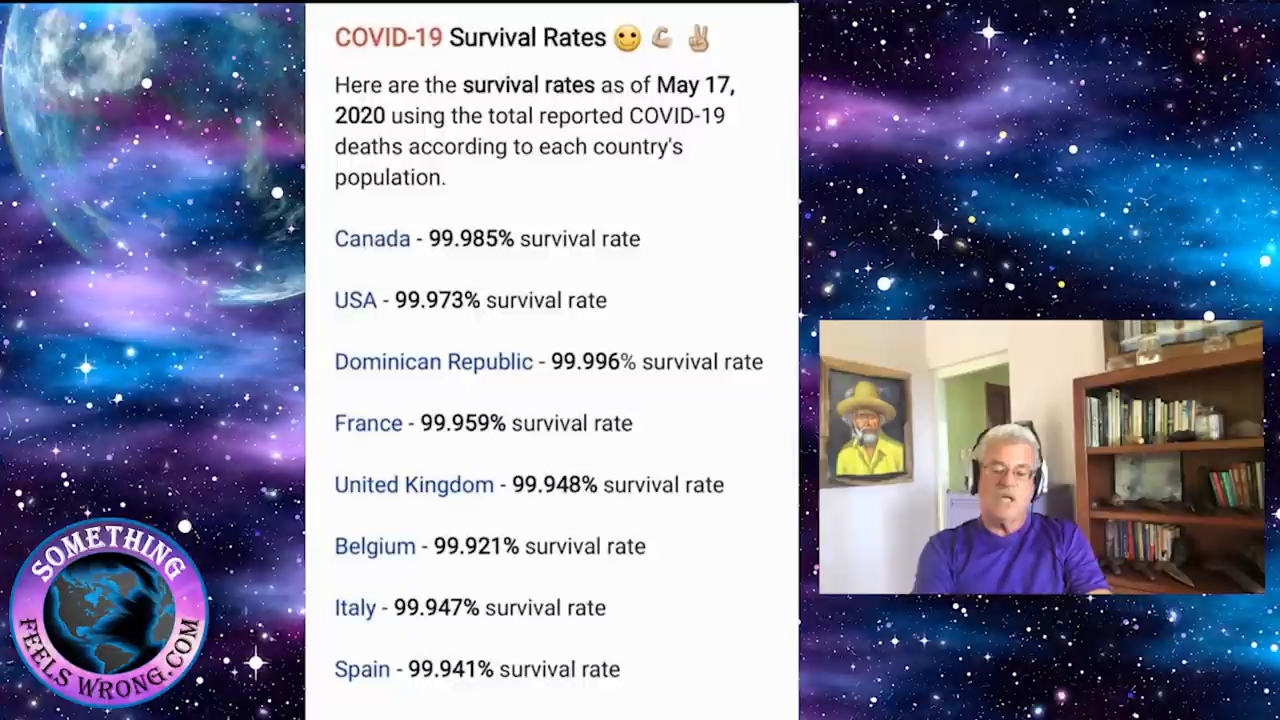 COVID-19 Survival Rates 🙂 💪🏼 ✌🏼
Here are the survival rates as of May 17,
2020 using the total reported COVID-19
deaths according to each country's
population.
Canada - 99.985% survival rate
USA - 99.973% survival rate
Dominican Republic - 99.996% survival rate
France - 99.959% survival rate
United Kingdom - 99.948% survival rate
Belgium - 99.921% survival rate
Italy - 99.947% survival rate
Spain - 99.941% survival rate
SOMETHING
FEELS WRONG.COM